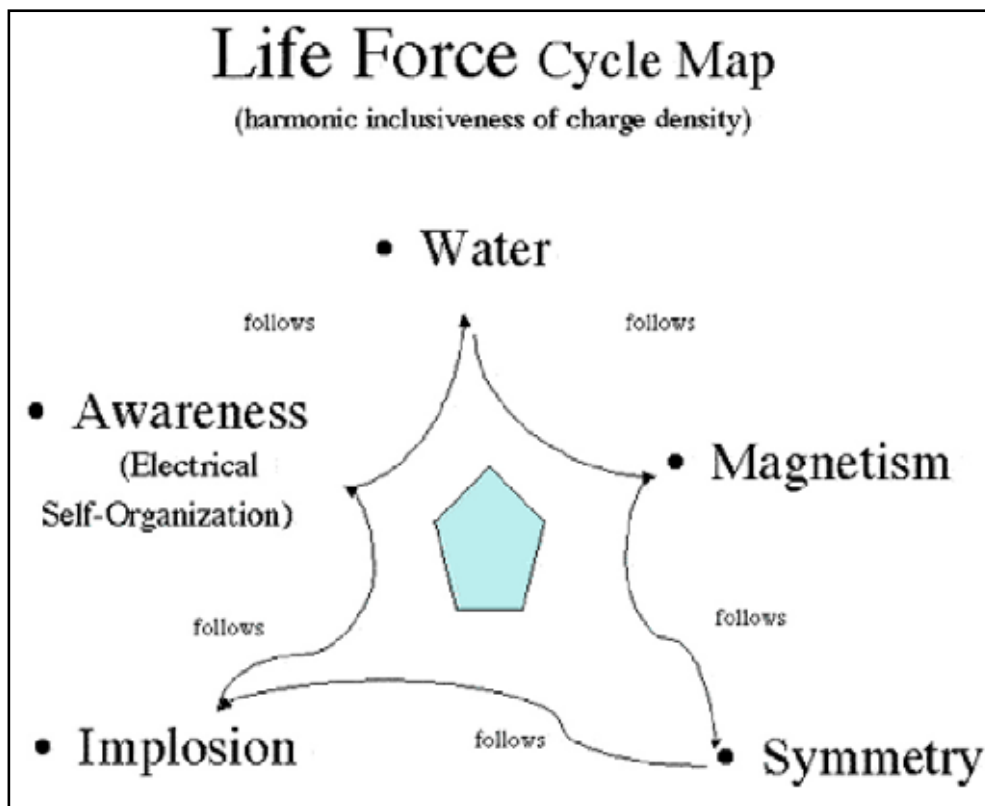 Life Force Cycle Map
(harmonic inclusiveness of charge density)
• Water
follows
follows
• Awareness
(Electrical
Self-Organization)
• Magnetism
follows
follows
• Implosion
follows
• Symmetry